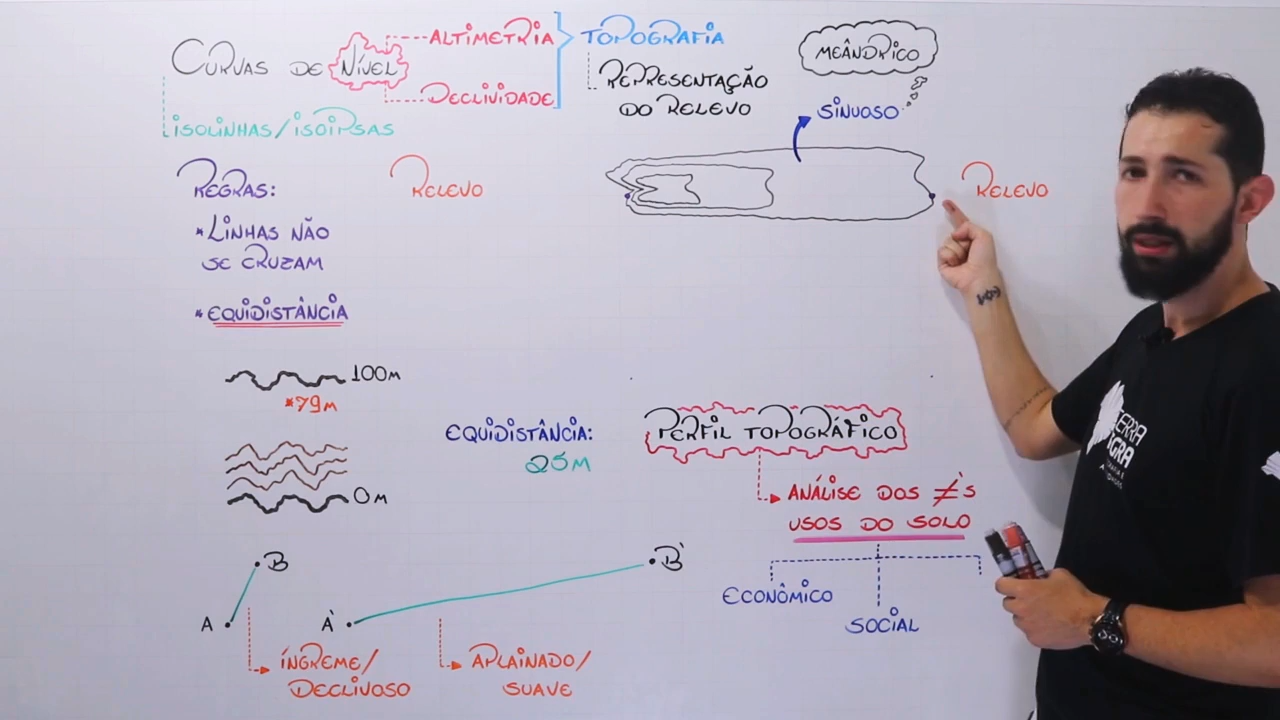 CURVAS DE NÍVEL
ALTIMETRIA
DECLIVIDADE
TOPOGRAFIA
REPRESENTAÇÃO
DO RELEVO
MEÂNDRICO
SINUOSO
ISOLINHAS/ISOIPSAS
REGRAS:
*LINHAS NÃO
SE CRUZAM
*EQUIDISTÂNCIA
RELEVO
RELEVO
100M
*79M
0M
EQUIDISTÂNCIA:
25M
PERFIL TOPOGRÁFICO
ANÁLISE DOS ≠'S
USOS DO SOLO
ECONÔMICO
SOCIAL
A
B
A'
B'
ÍNGREME/
DECLIVOSO
APLAINADO/
SUAVE
TERRA